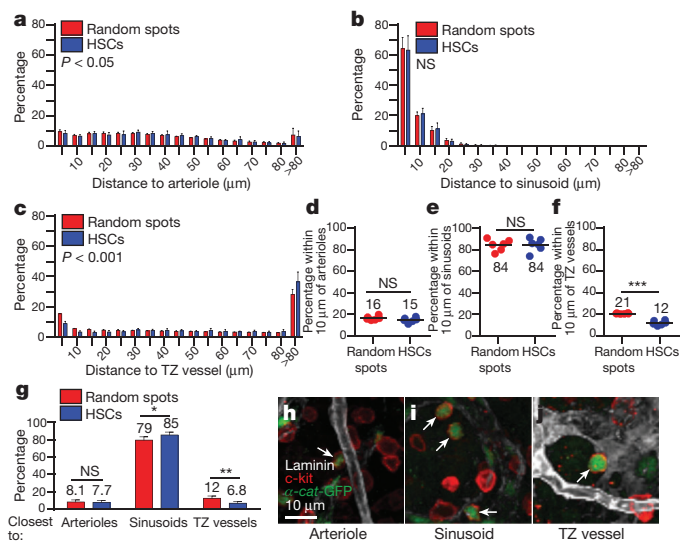 a
Random spots
HSCs
P < 0.05
Percentage
80
60
40
20
0
10 20 30 40 50 60 70 80 >80
Distance to arteriole (μm)
b
Random spots
HSCs
NS
Percentage
80
60
40
20
0
10 20 30 40 50 60 70 80 >80
Distance to sinusoid (μm)
c
Random spots
HSCs
P < 0.001
Percentage
80
60
40
20
0
10 20 30 40 50 60 70 80 >80
Distance to TZ vessel (μm)
d
Percentage within
10 μm of arterioles
100
80
60
40
20
0
NS
16 15
Random HSCs
spots
e
Percentage within
10 μm of sinusoids
100
80
60
40
20
0
NS
84 84
Random HSCs
spots
f
Percentage within
10 μm of TZ vessels
100
80
60
40
20
0
***
21 12
Random HSCs
spots
g
Random spots
HSCs
Percentage
100
80
60
40
20
0
NS
8.1 7.7
*
79 85
**
12 6.8
Closest to:
Arterioles Sinusoids TZ vessels
h
Laminin
c-kit
α-cat-GFP
10 μm
Arteriole
i
Sinusoid
j
TZ vessel